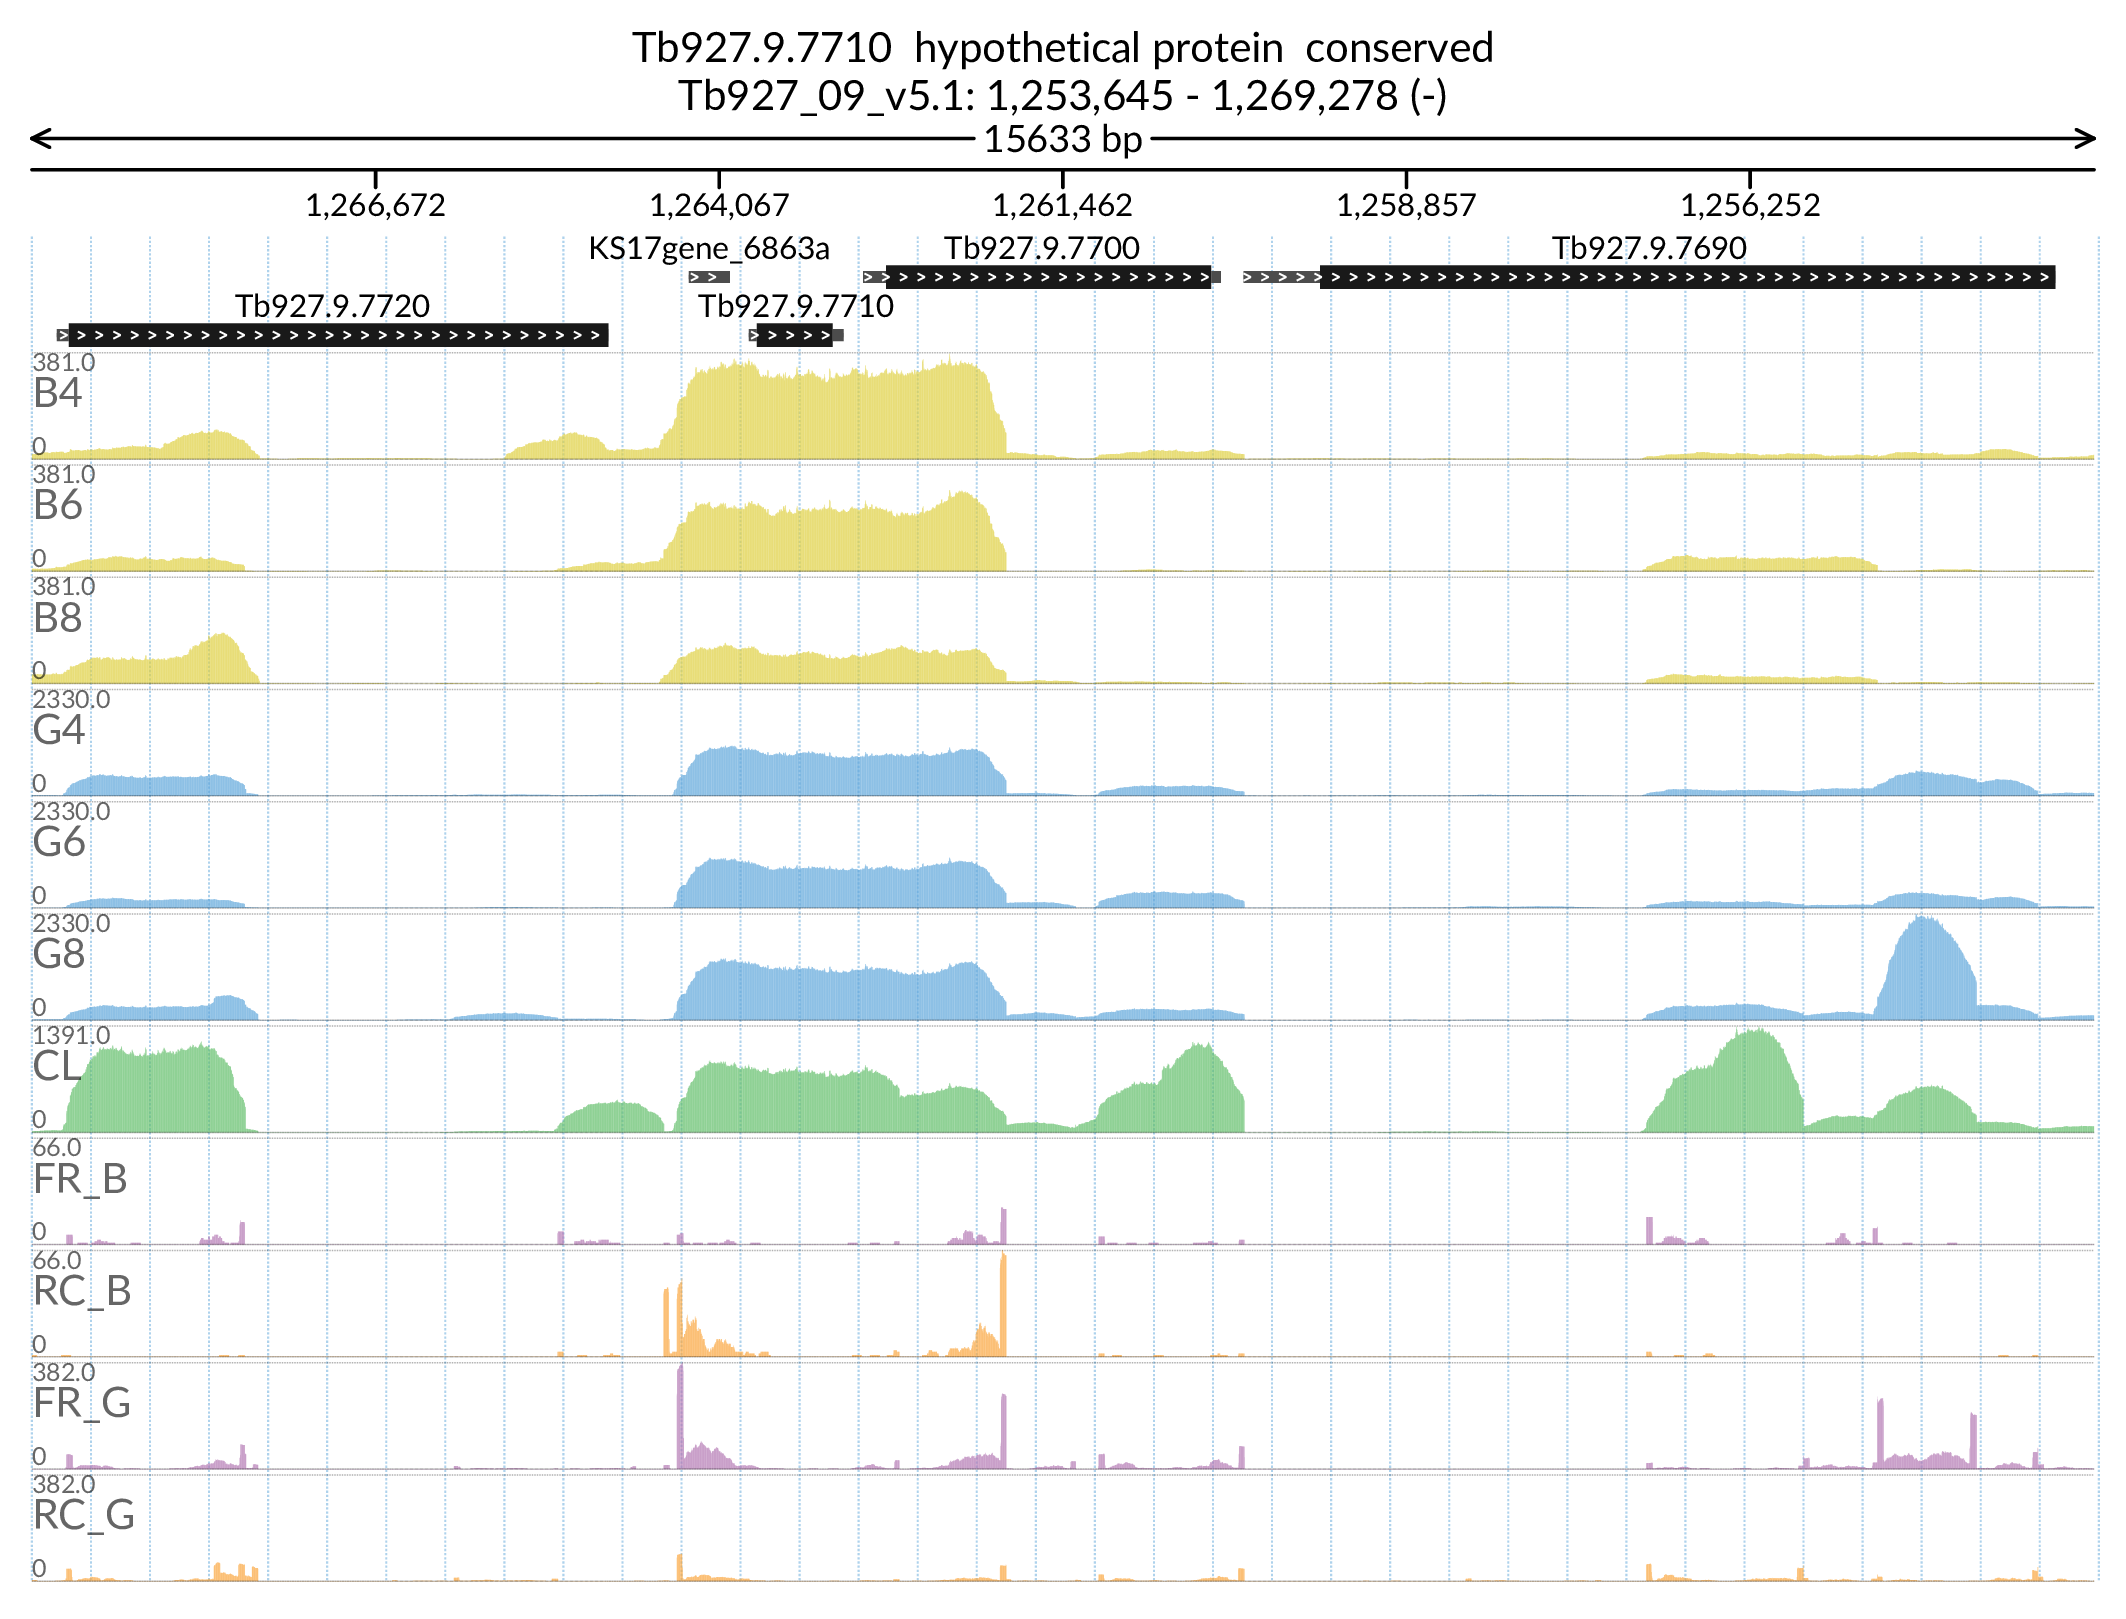 Tb927.9.7710 hypothetical protein conserved
Tb927_09_v5.1: 1,253,645 - 1,269,278 (-)
15633 bp
1,266,672 1,264,067 1,261,462 1,258,857 1,256,252
KS17gene_6863a Tb927.9.7700 Tb927.9.7690
Tb927.9.7720 Tb927.9.7710
381.0
B4
0
381.0
B6
0
381.0
B8
0
2330.0
G4
0
2330.0
G6
0
2330.0
G8
0
1391.0
CL
0
66.0
FR_B
0
66.0
RC_B
0
382.0
FR_G
0
382.0
RC_G
0